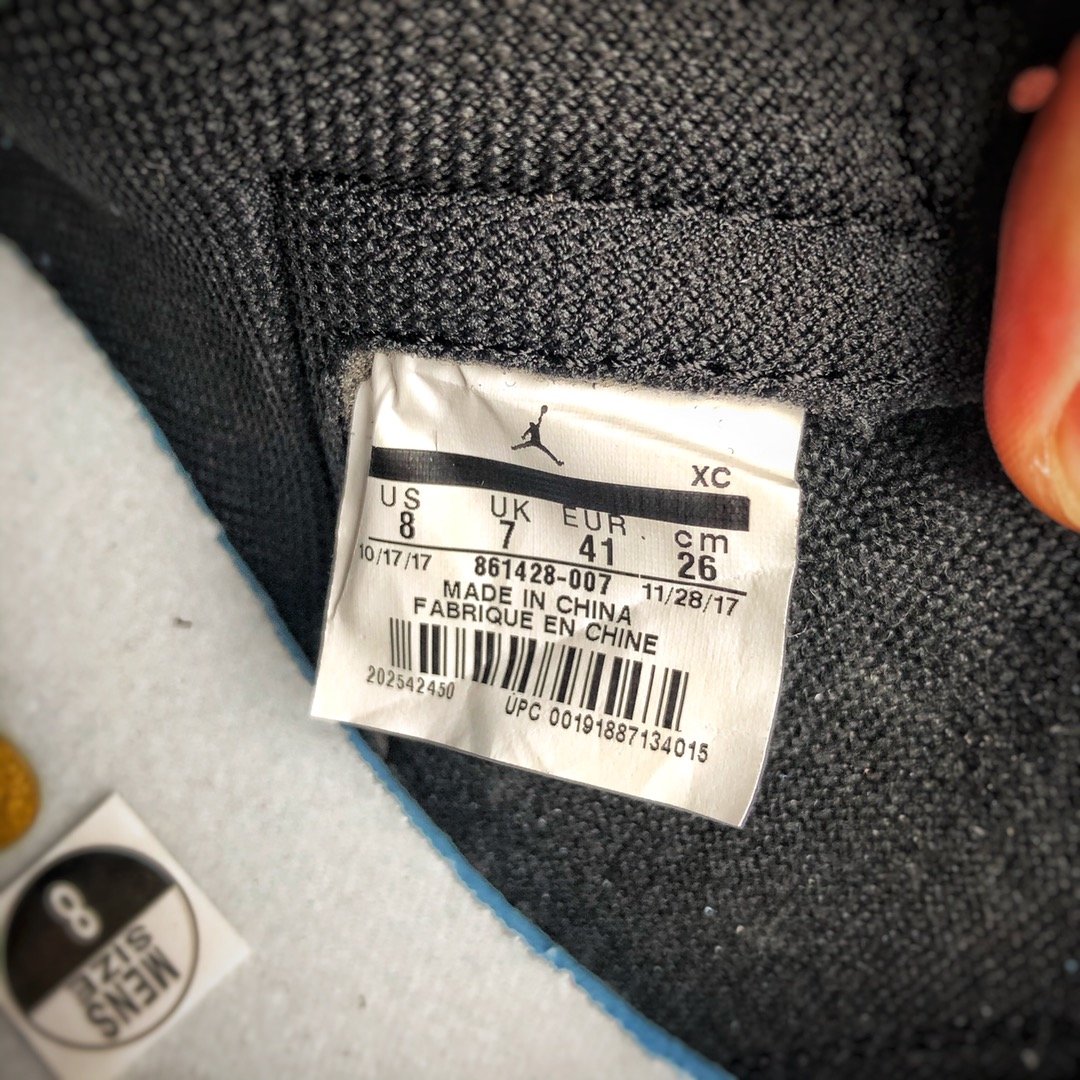 XC
US UK EUR cm
8 7 41 26
10/17/17 861428-007 11/28/17
MADE IN CHINA
FABRIQUE EN CHINE
202542450
UPC 00191887134015
8
MENS
SIZE